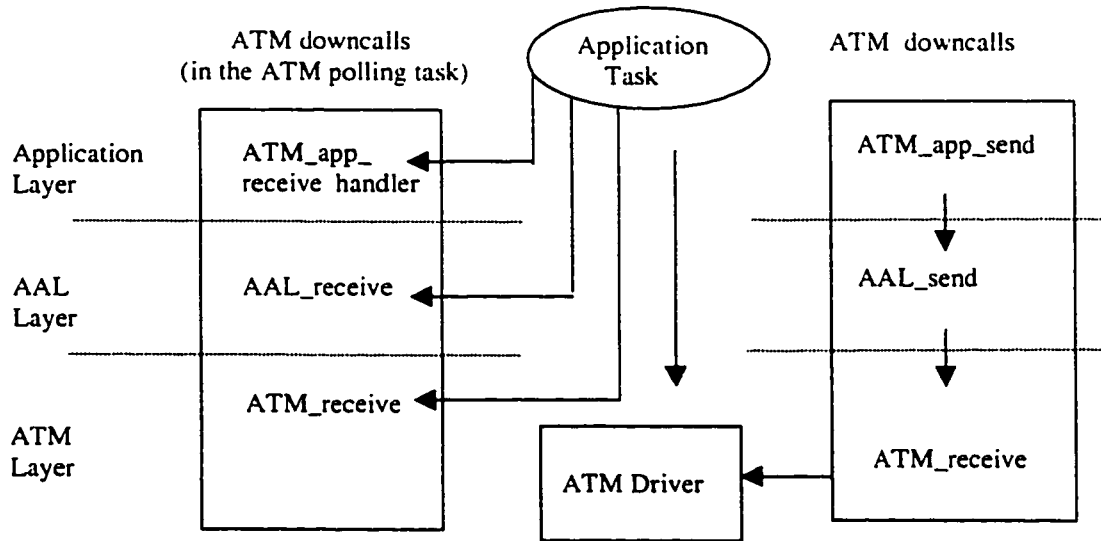 ATM downcalls
(in the ATM polling task)
Application
Task
ATM downcalls
Application
Layer
ATM_app_
receive handler
ATM_app_send
AAL
Layer
AAL_receive
AAL_send
ATM
Layer
ATM_receive
ATM Driver
ATM_receive